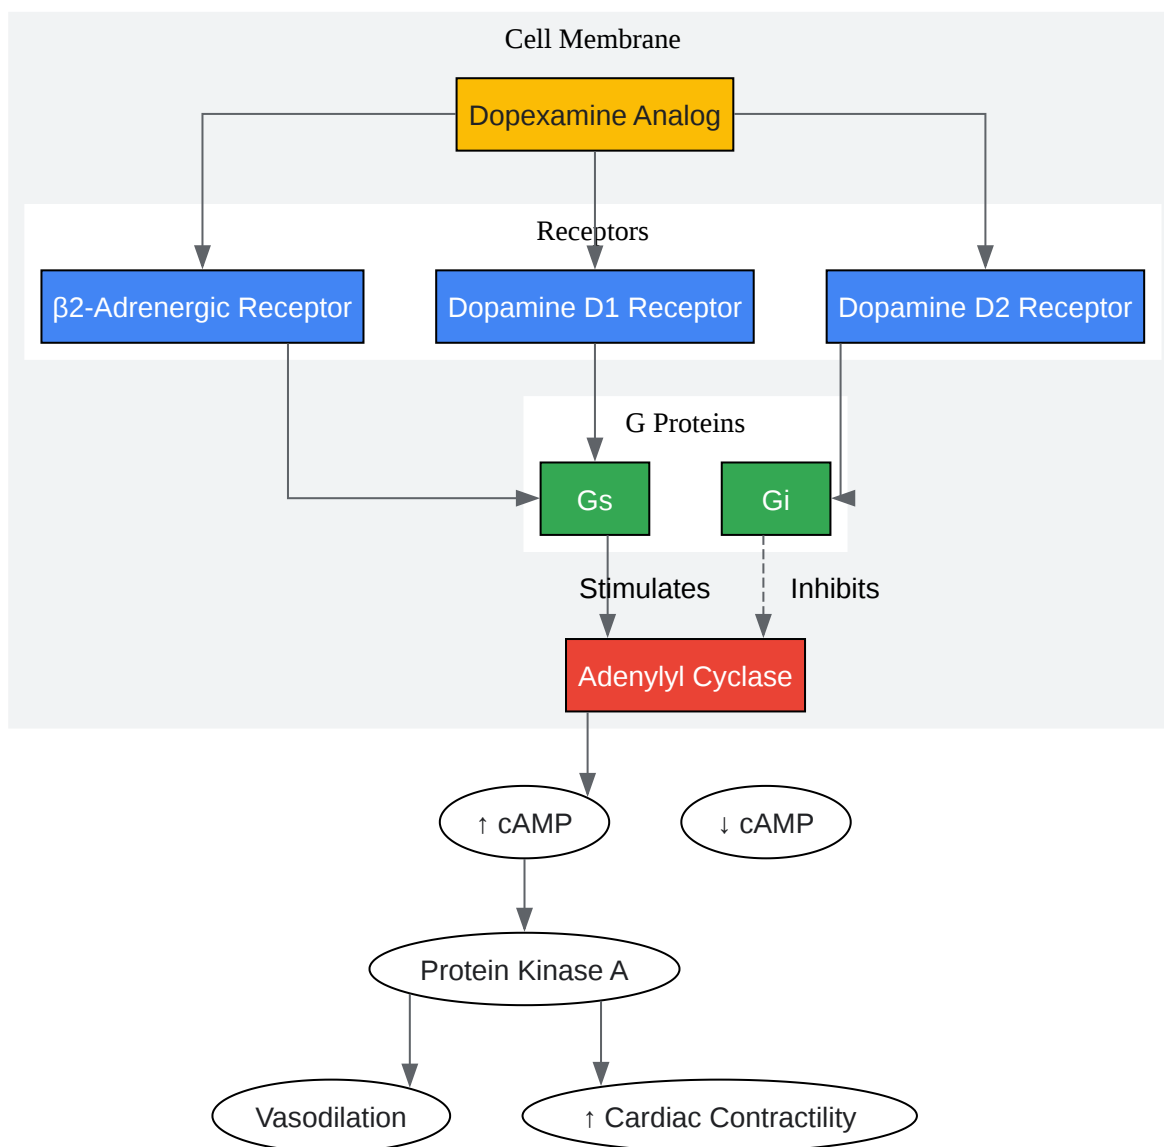 Cell Membrane
Dopexamine Analog
Receptors
β2-Adrenergic Receptor
Dopamine D1 Receptor
Dopamine D2 Receptor
G Proteins
Gs
Gi
Stimulates
Inhibits
Adenylyl Cyclase
↑ cAMP
↓ cAMP
Protein Kinase A
Vasodilation
↑ Cardiac Contractility